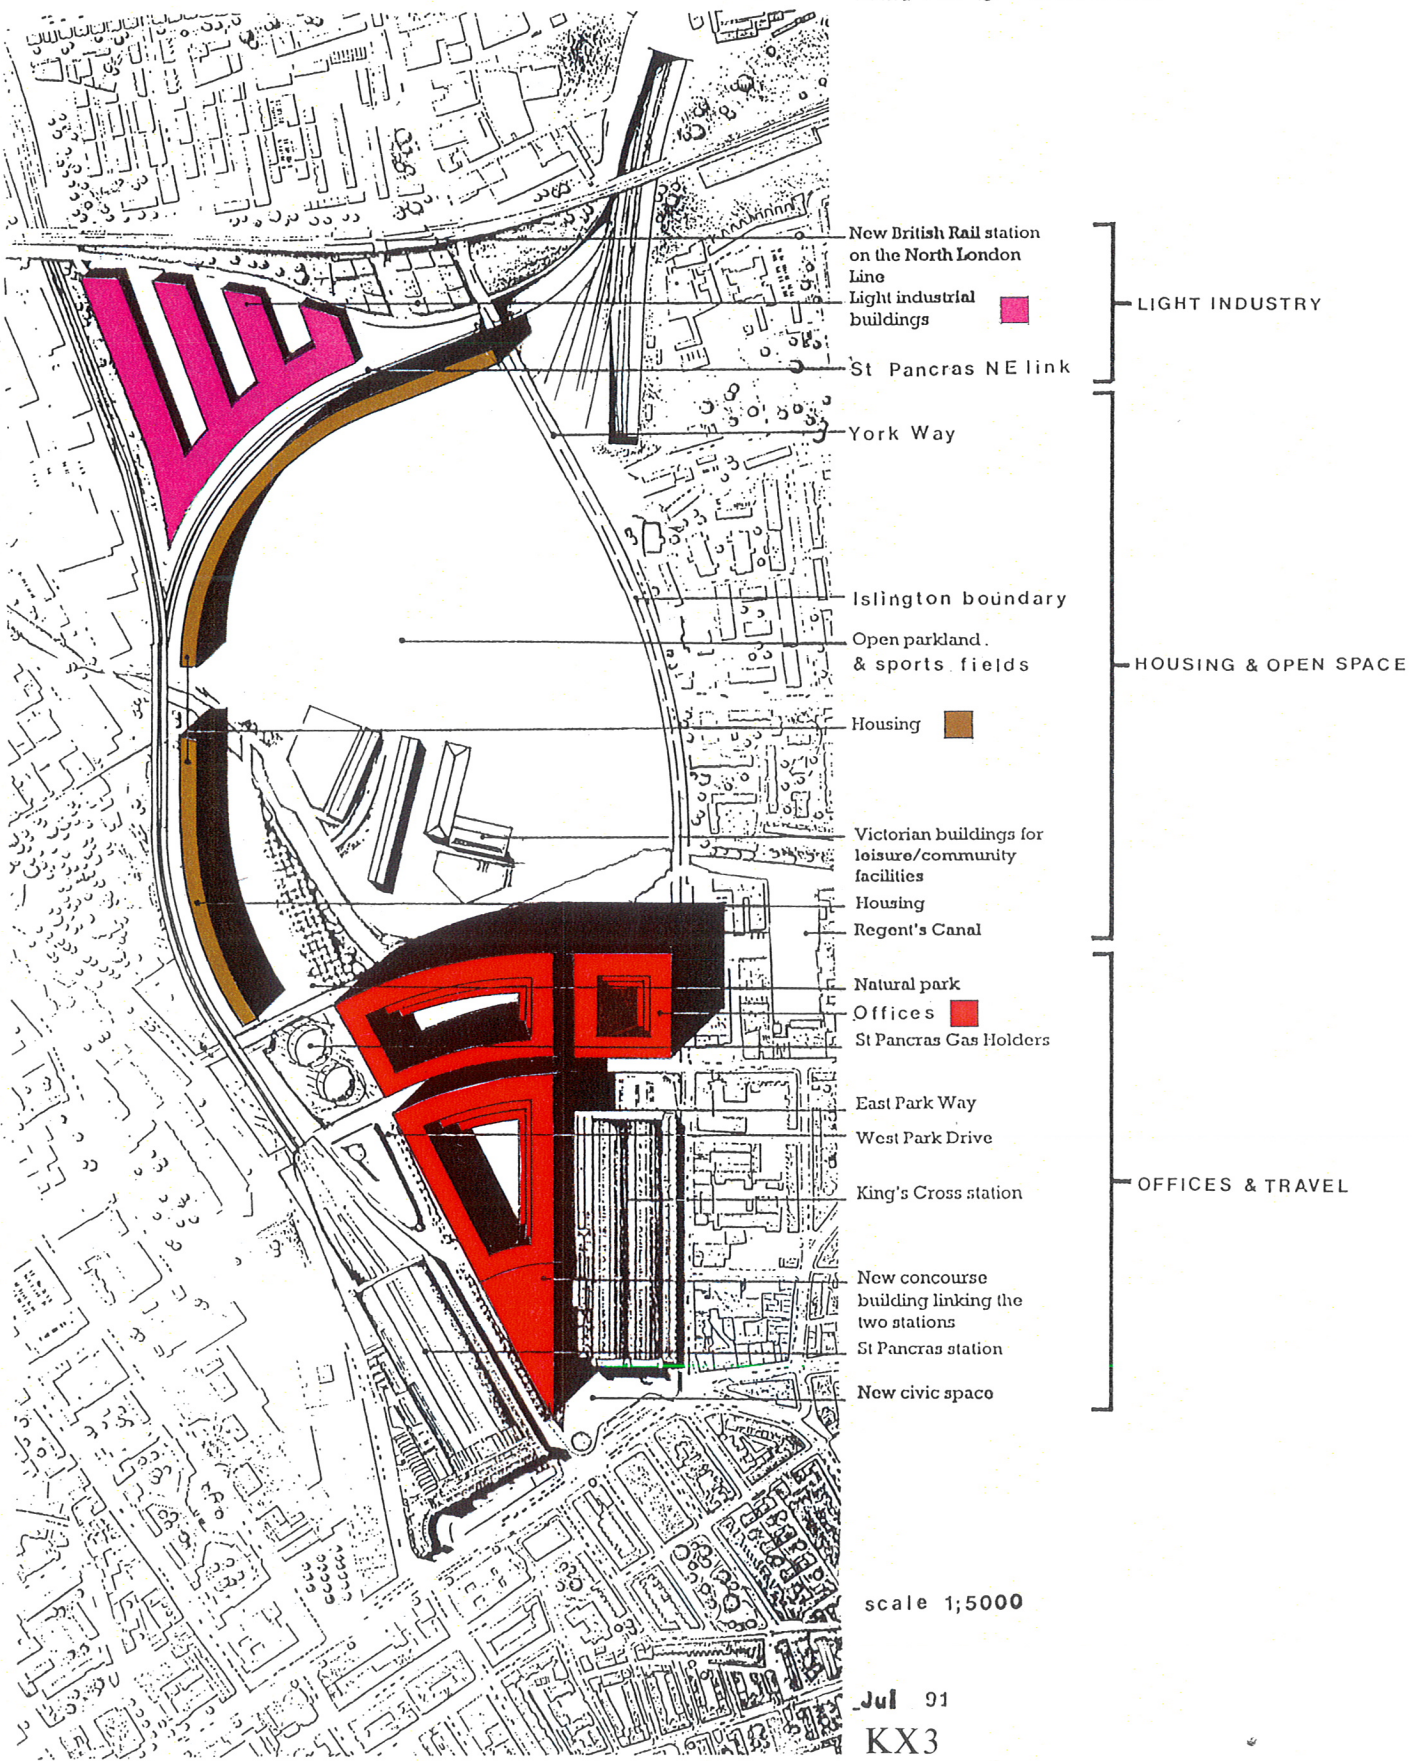 New British Rail station
on the North London
Line
Light industrial
buildings
LIGHT INDUSTRY
St Pancras NE link
York Way
Islington boundary
Open parkland.
& sports fields
HOUSING & OPEN SPACE
Housing
Victorian buildings for
leisure/community
facilities
Housing
Regent's Canal
Natural park
Offices
St Pancras Gas Holders
East Park Way
West Park Drive
OFFICES & TRAVEL
King's Cross station
New concourse
building linking the
two stations
St Pancras station
New civic space
scale 1;5000
Jul 91
KX3